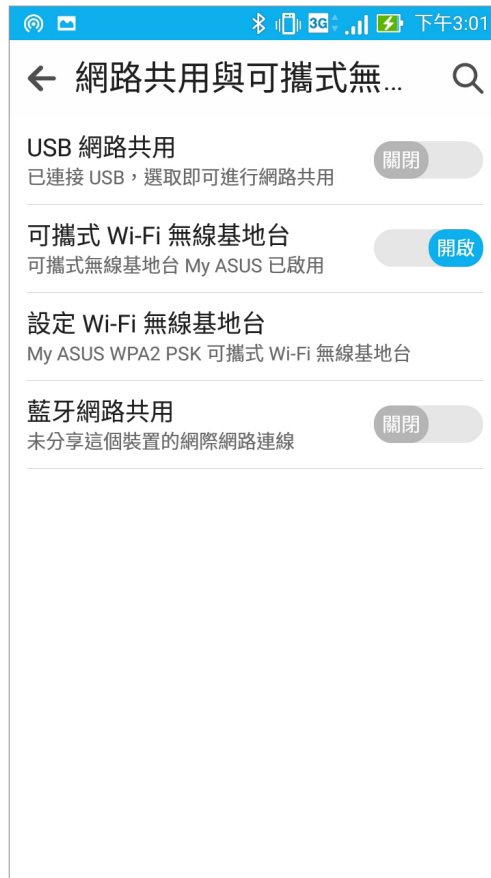 3G 下午3:01
網路共用與可攜式無...
USB 網路共用
關閉
已連接 USB，選取即可進行網路共用
可攜式 Wi-Fi 無線基地台
開啟
可攜式無線基地台 My ASUS 已啟用
設定 Wi-Fi 無線基地台
My ASUS WPA2 PSK 可攜式 Wi-Fi 無線基地台
藍牙網路共用
關閉
未分享這個裝置的網際網路連線